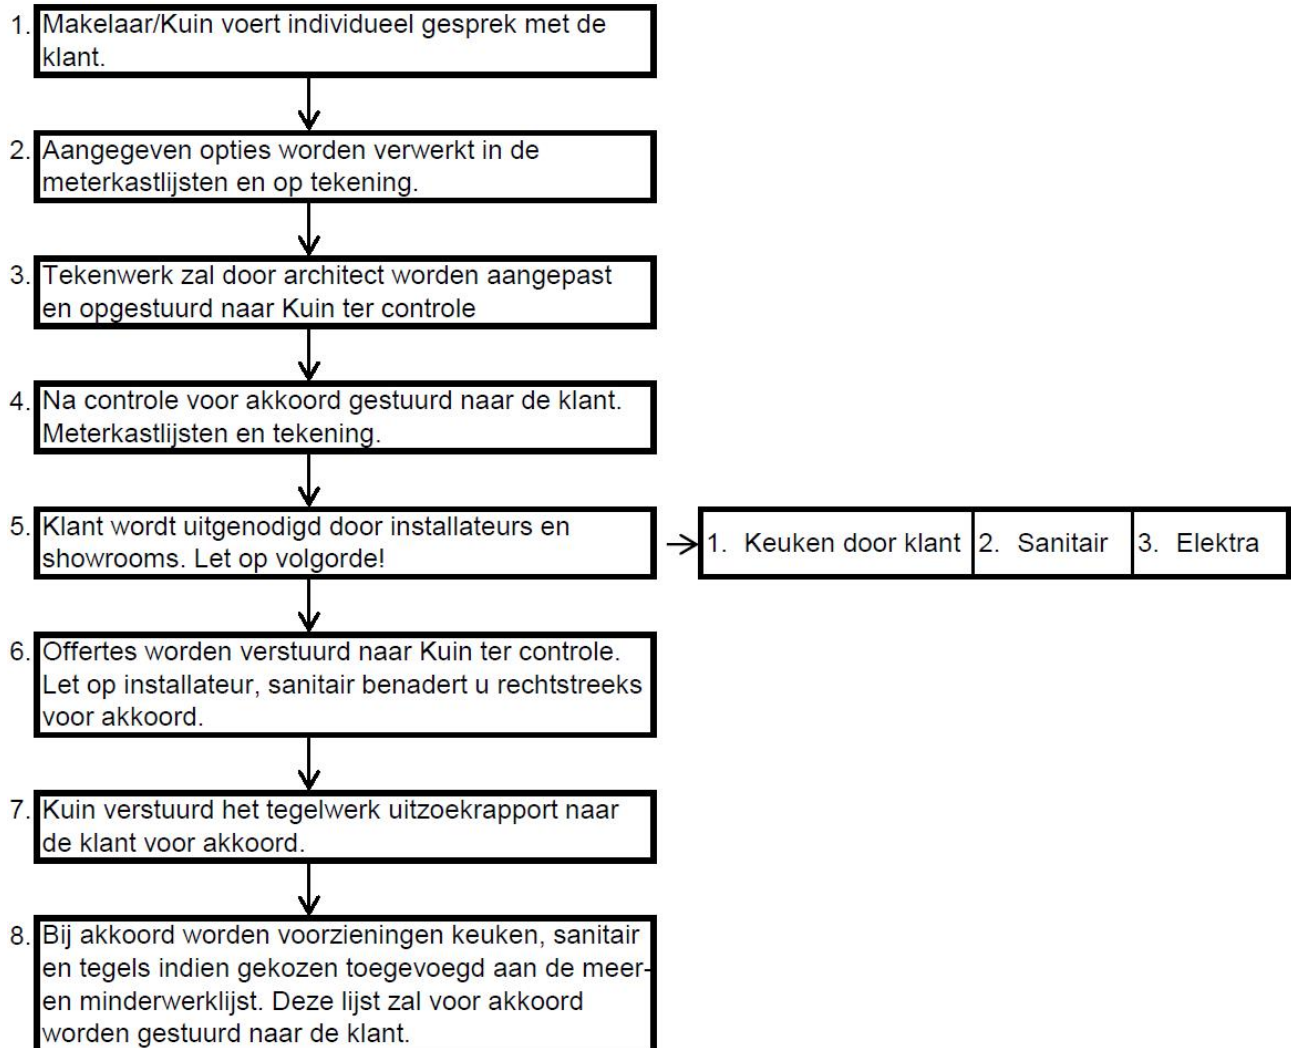 1. Makelaar/Kuin voert individueel gesprek met de
klant.
2. Aangegeven opties worden verwerkt in de
meterkastlijsten en op tekening.
3. Tekenwerk zal door architect worden aangepast
en opgestuurd naar Kuin ter controle
4. Na controle voor akkoord gestuurd naar de klant.
Meterkastlijsten en tekening.
5. Klant wordt uitgenodigd door installateurs en
showrooms. Let op volgorde!
1. Keuken door klant 2. Sanitair 3. Elektra
6. Offertes worden verstuurd naar Kuin ter controle.
Let op installateur, sanitair benadert u rechtstreeks
voor akkoord.
7. Kuin verstuurd het tegelwerk uitzoekrapport naar
de klant voor akkoord.
8. Bij akkoord worden voorzieningen keuken, sanitair
en tegels indien gekozen toegevoegd aan de meer-
en minderwerklijst. Deze lijst zal voor akkoord
worden gestuurd naar de klant.